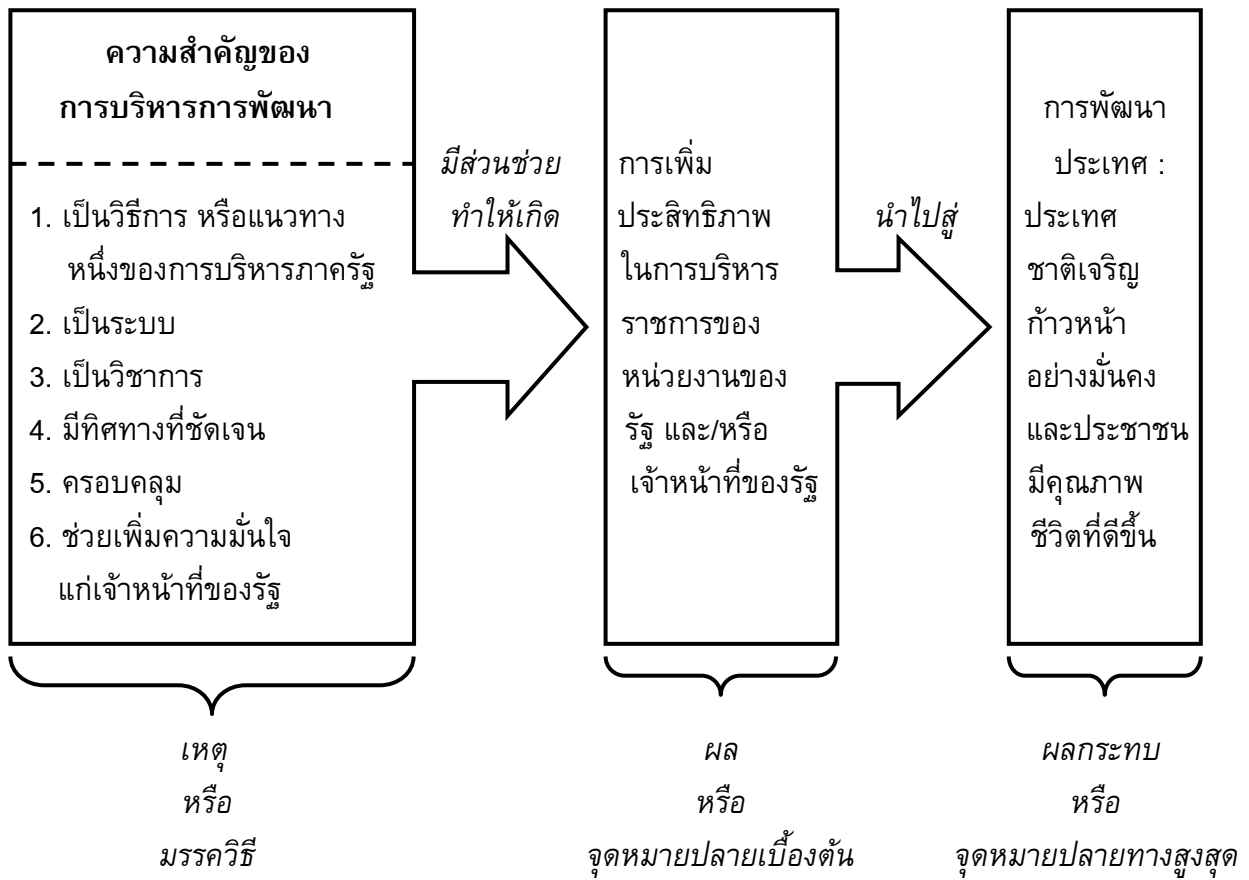 ความสำคัญของ
การบริหารการพัฒนา
1. เป็นวิธีการ หรือแนวทาง
หนึ่งของการบริหารภาครัฐ
2. เป็นระบบ
3. เป็นวิชาการ
4. มีทิศทางที่ชัดเจน
5. ครอบคลุม
6. ช่วยเพิ่มความมั่นใจ
แก่เจ้าหน้าที่ของรัฐ
มีส่วนช่วย
ทำให้เกิด
การเพิ่ม
ประสิทธิภาพ
ในการบริหาร
ราชการของ
หน่วยงานของ
รัฐ และ/หรือ
เจ้าหน้าที่ของรัฐ
นำไปสู่
การพัฒนา
ประเทศ :
ประเทศ
ชาติเจริญ
ก้าวหน้า
อย่างมั่นคง
และประชาชน
มีคุณภาพ
ชีวิตที่ดีขึ้น
เหตุ
หรือ
มรรควิธี
ผล
หรือ
จุดหมายปลายเบื้องต้น
ผลกระทบ
หรือ
จุดหมายปลายทางสูงสุด